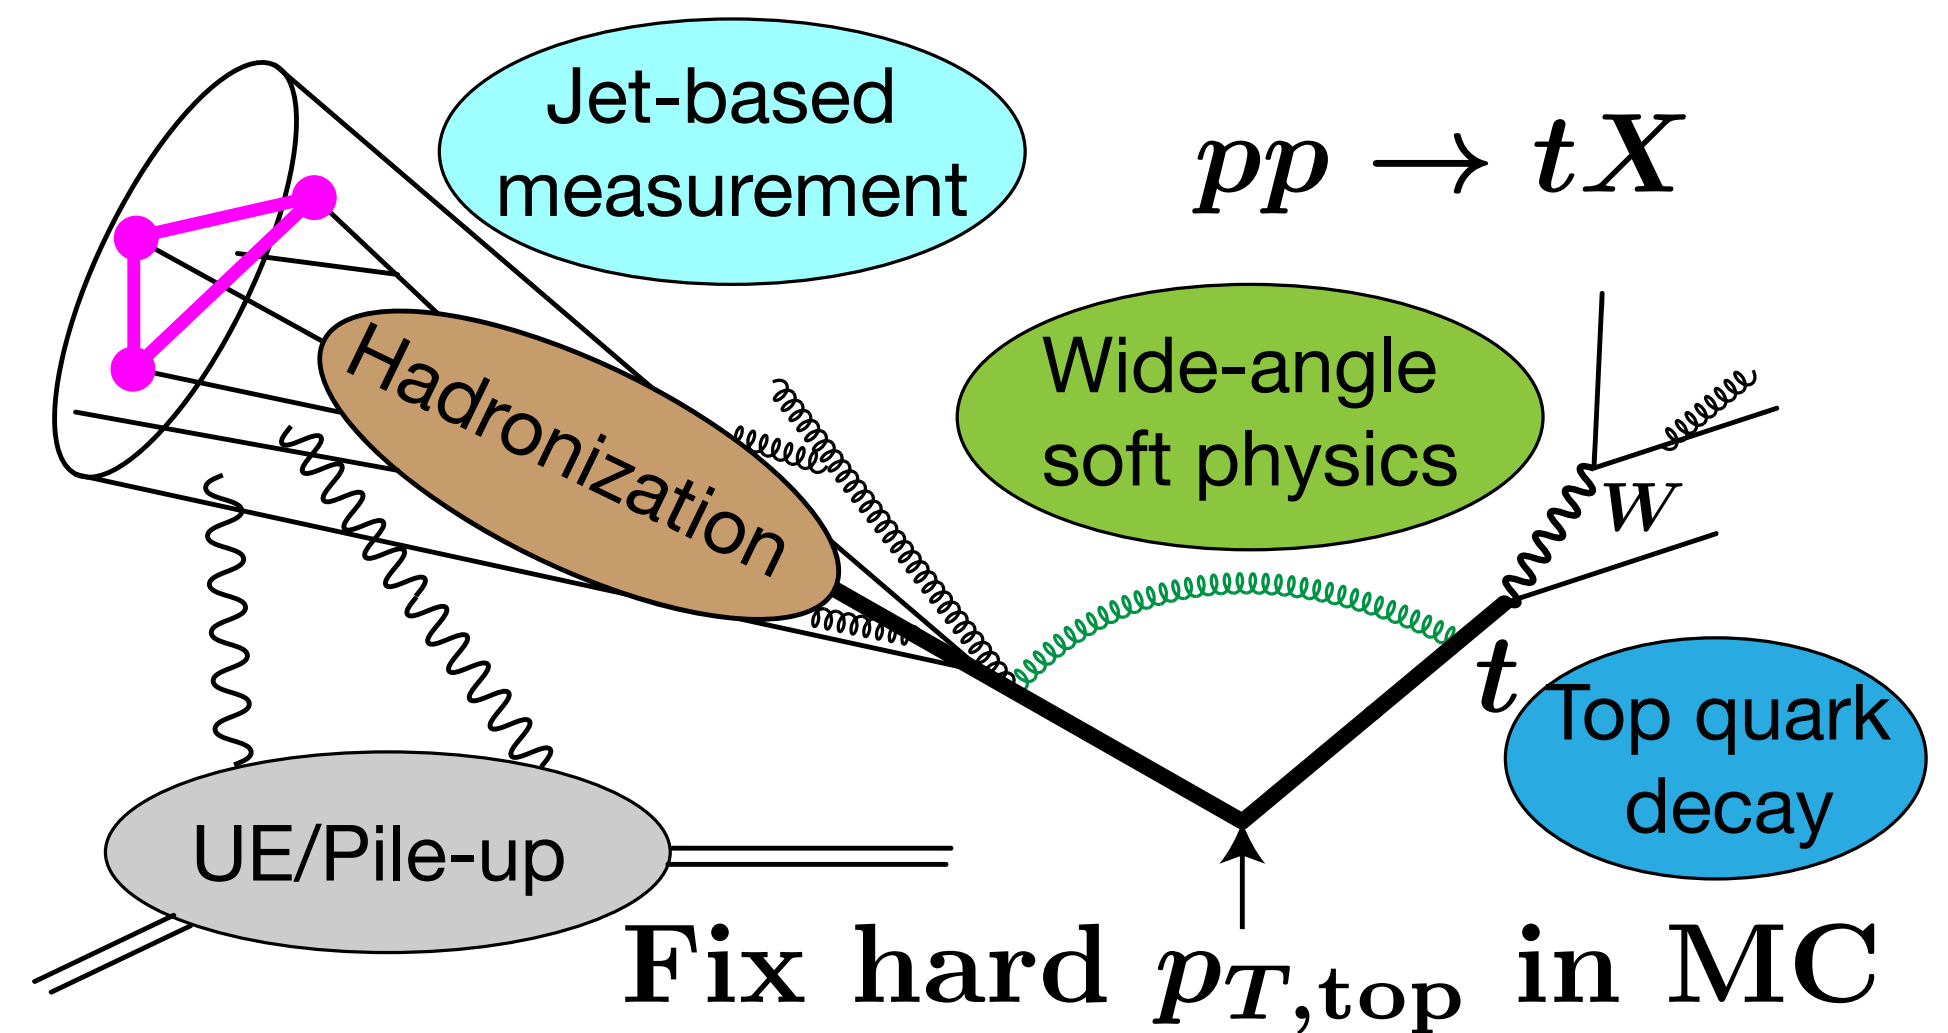 Jet-based
measurement
pp → tX
Hadronization
Wide-angle
soft physics
W
t
Top quark
decay
UE/Pile-up
Fix hard p_{T,top} in MC